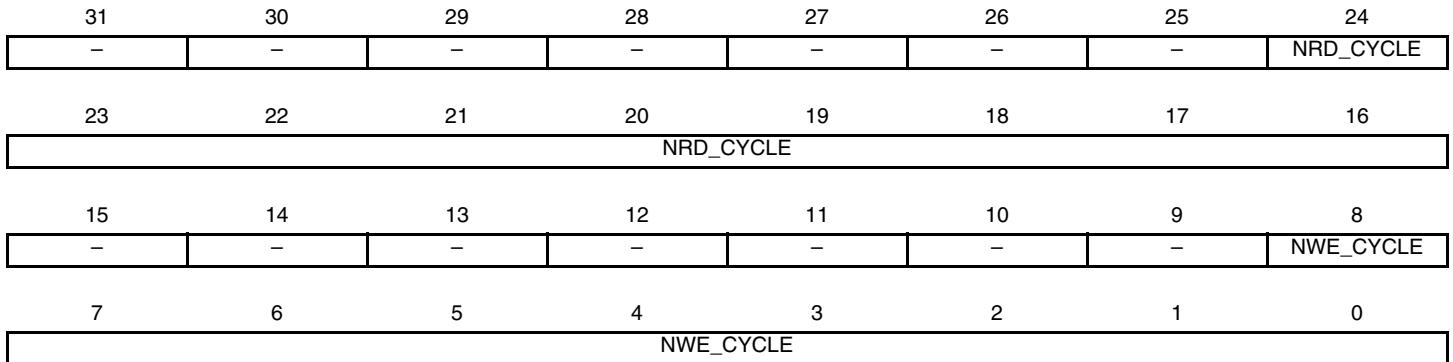 31 30 29 28 27 26 25 24
– – – – – – – NRD_CYCLE
23 22 21 20 19 18 17 16
NRD_CYCLE
15 14 13 12 11 10 9 8
– – – – – – – NWE_CYCLE
7 6 5 4 3 2 1 0
NWE_CYCLE